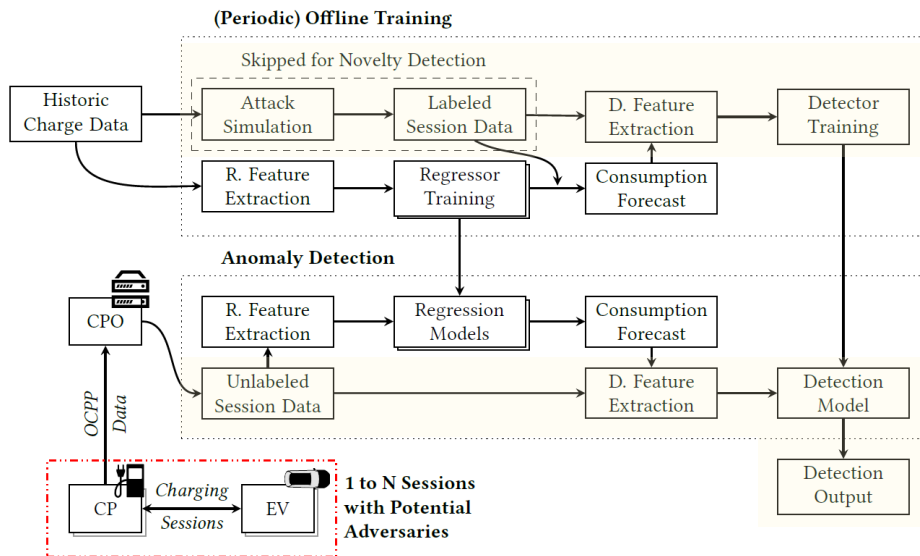 (Periodic) Offline Training
Skipped for Novelty Detection
Historic
Charge Data
Attack
Simulation
Labeled
Session Data
D. Feature
Extraction
Detector
Training
R. Feature
Extraction
Regressor
Training
Consumption
Forecast
Anomaly Detection
CPO
R. Feature
Extraction
Regression
Models
Consumption
Forecast
Unlabeled
Session Data
D. Feature
Extraction
Detection
Model
OCPP
Data
Detection
Output
CP
Charging
Sessions
EV
1 to N Sessions
with Potential
Adversaries